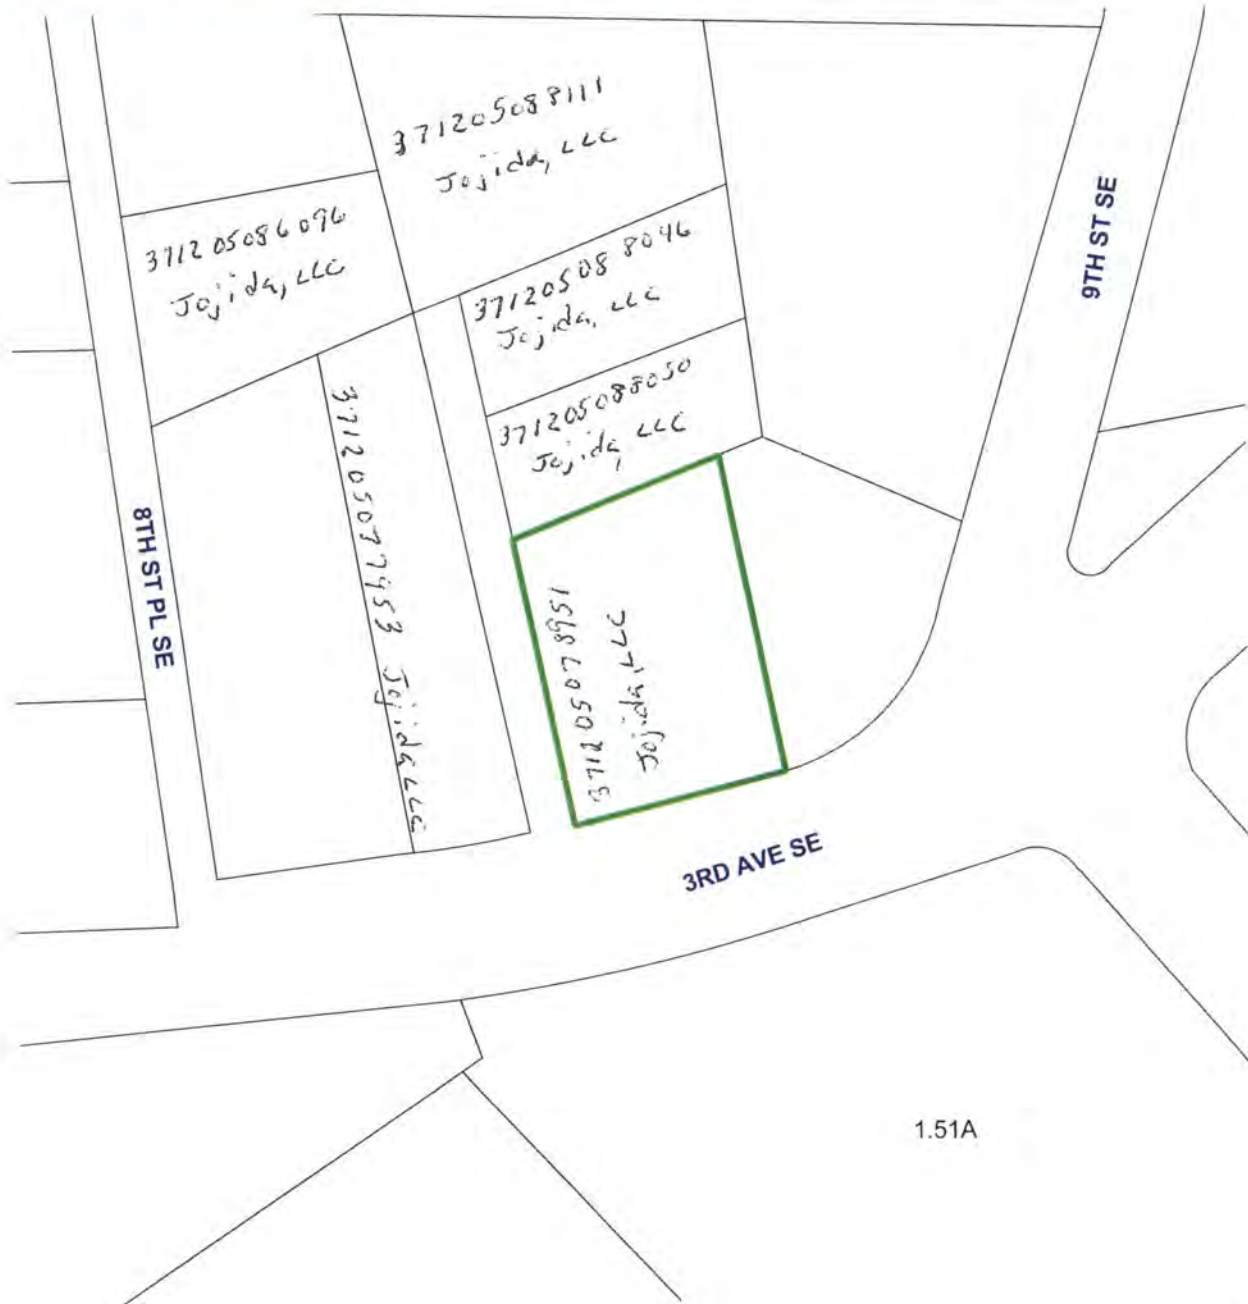 371205088111
Jojida, LLC
371205086096
Jojida, LLC
371205088046
Jojida, LLC
371205088050
Jojida, LLC
371205077953 Jojida LLC
371205078951
Jojida, LLC
8TH ST PL SE
9TH ST SE
3RD AVE SE
1.51A